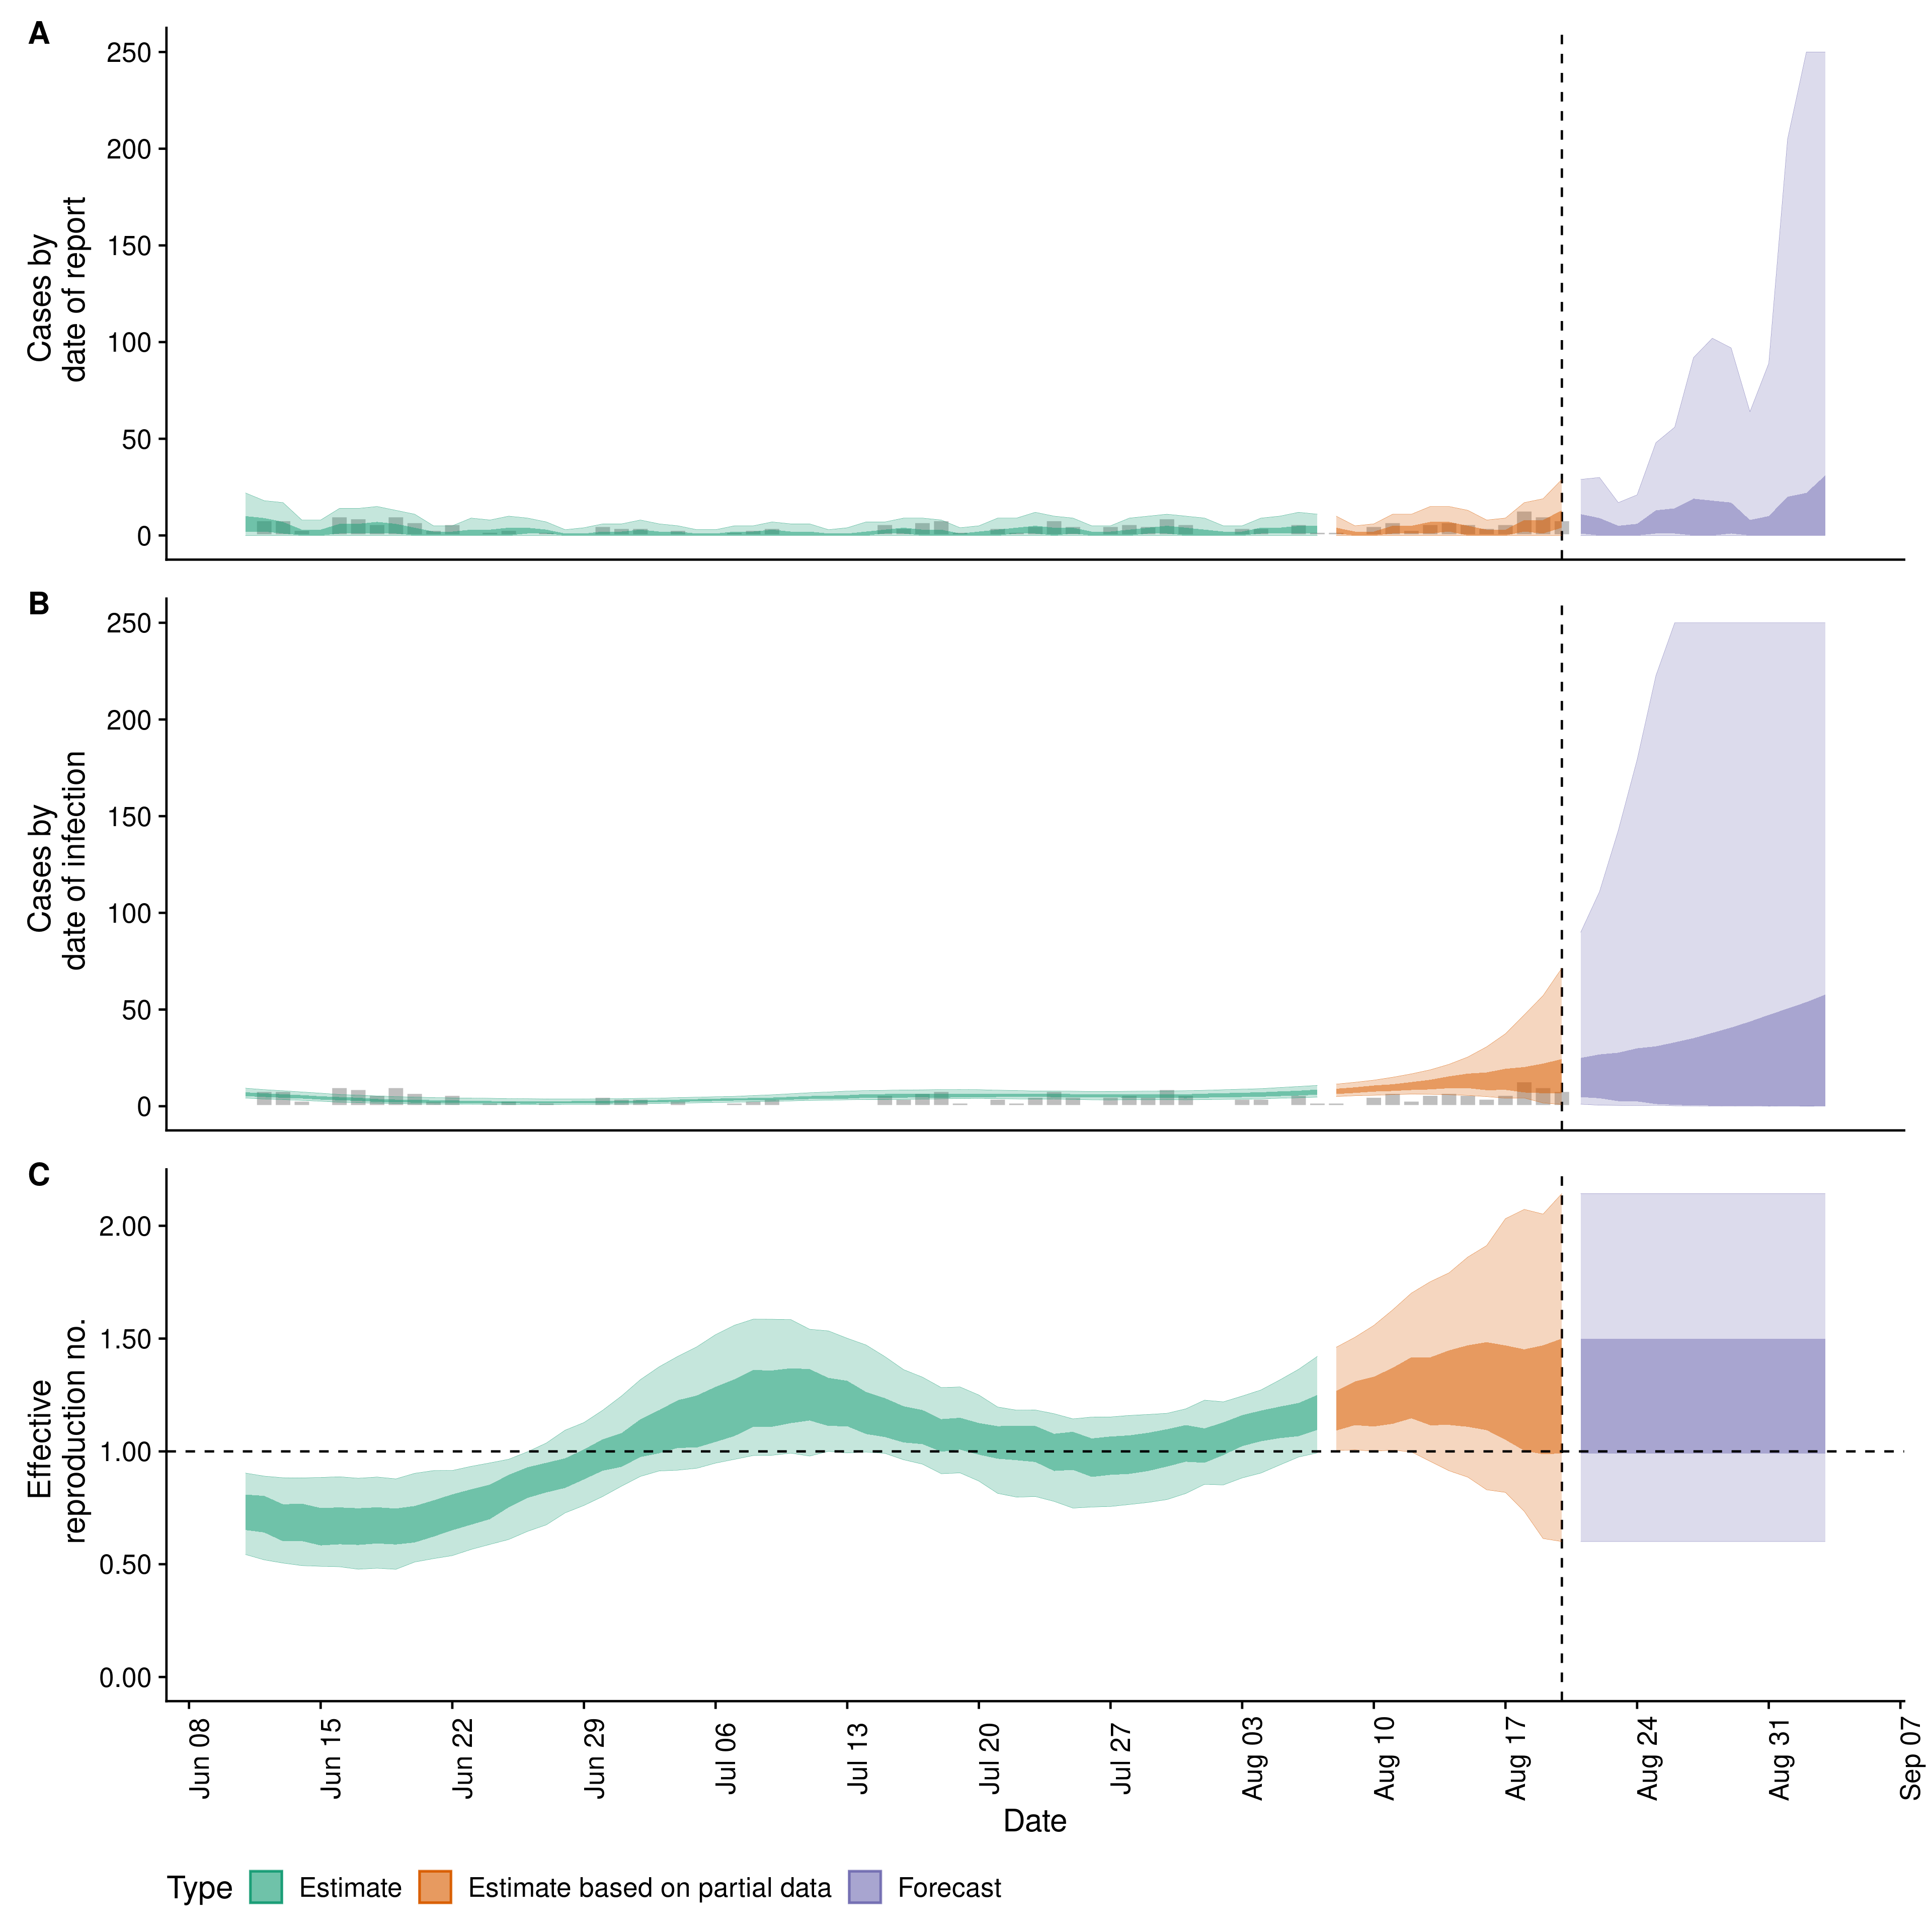 A
250
200
150
100
50
0
Cases by
date of report
B
250
200
150
100
50
0
Cases by
date of infection
C
2.00
1.50
1.00
0.50
0.00
Effective
reproduction no.
Jun 08
Jun 15
Jun 22
Jun 29
Jul 06
Jul 13
Jul 20
Jul 27
Aug 03
Aug 10
Aug 17
Aug 24
Aug 31
Sep 07
Date
Type Estimate Estimate based on partial data Forecast